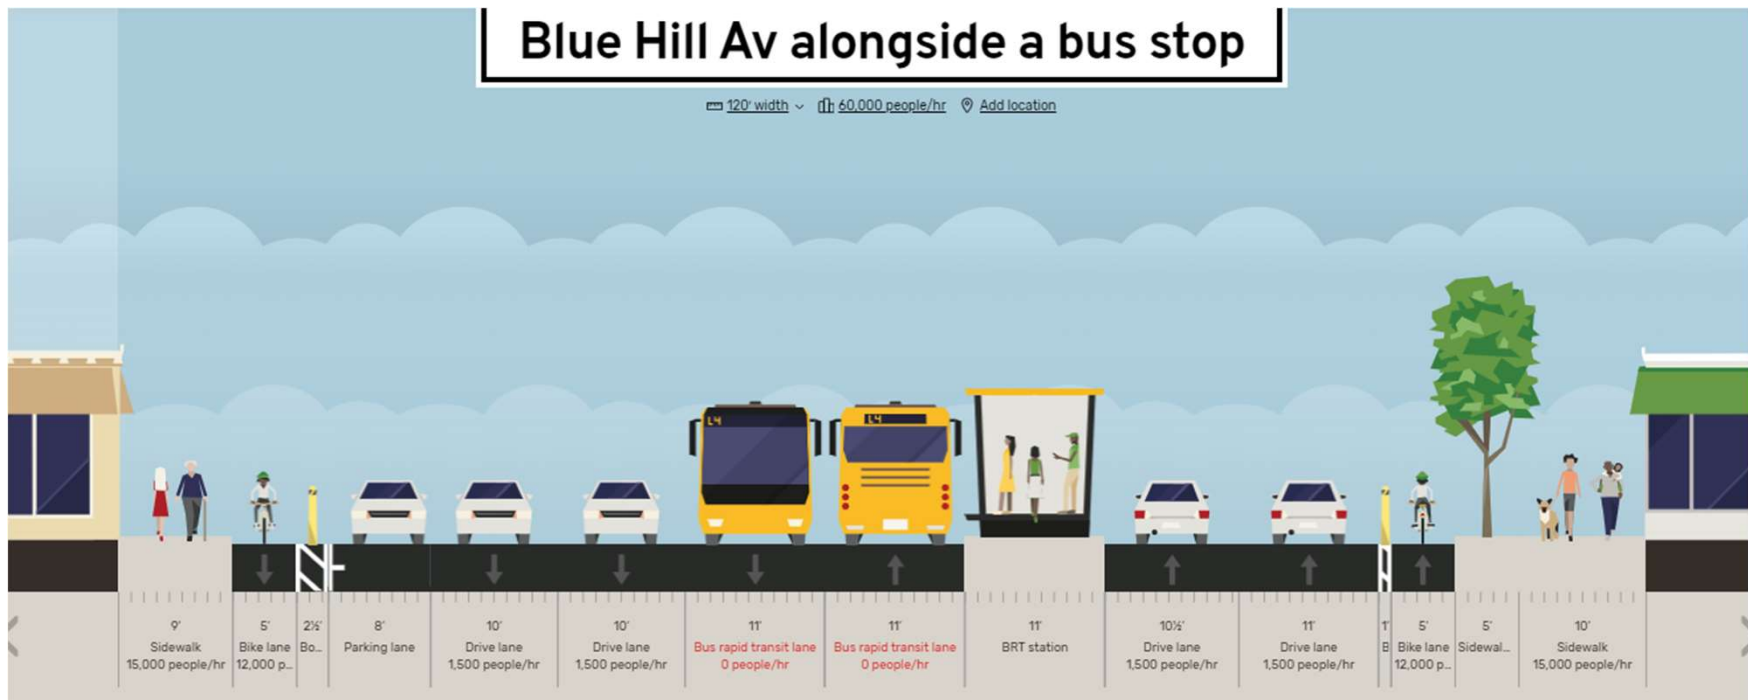 Blue Hill Av alongside a bus stop
120' width 60,000 people/hr Add location
L4
L4
9'
Sidewalk
15,000 people/hr
5'
Bike lane
12,000 p...
2½'
Bo...
8'
Parking lane
10'
Drive lane
1,500 people/hr
10'
Drive lane
1,500 people/hr
11'
Bus rapid transit lane
0 people/hr
11'
Bus rapid transit lane
0 people/hr
11'
BRT station
10½'
Drive lane
1,500 people/hr
11'
Drive lane
1,500 people/hr
1'
B
5'
Bike lane
12,000 p...
5'
Sidewal...
10'
Sidewalk
15,000 people/hr